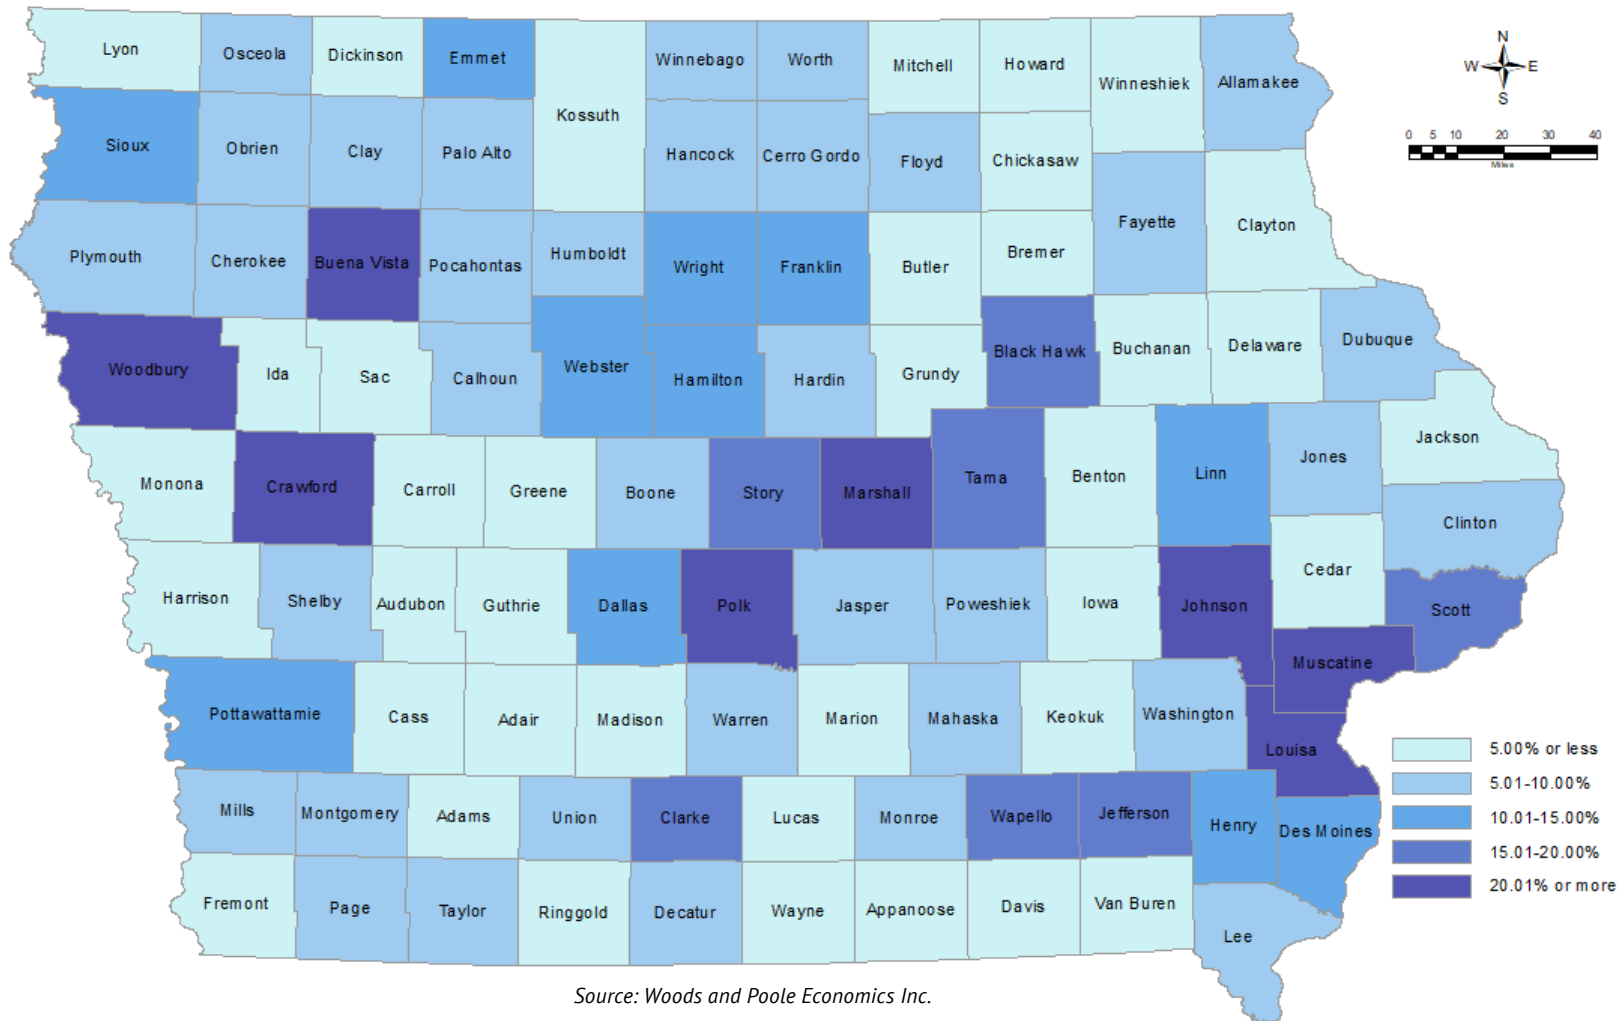 Lyon
Osceola
Dickinson
Emmet
Kossuth
Winnebago
Worth
Mitchell
Howard
Winneshiek
Allamakee
N
W
E
S
0 5 10 20 30 40
Miles
Sioux
Obrien
Clay
Palo Alto
Hancock
Cerro Gordo
Floyd
Chickasaw
Plymouth
Cherokee
Buena Vista
Pocahontas
Humboldt
Wright
Franklin
Butler
Bremer
Fayette
Clayton
Woodbury
Ida
Sac
Calhoun
Webster
Hamilton
Hardin
Grundy
Black Hawk
Buchanan
Delaware
Dubuque
Monona
Crawford
Carroll
Greene
Boone
Story
Marshall
Tama
Benton
Linn
Jones
Jackson
Clinton
Harrison
Shelby
Audubon
Guthrie
Dallas
Polk
Jasper
Poweshiek
Iowa
Johnson
Cedar
Scott
Muscatine
Pottawattamie
Cass
Adair
Madison
Warren
Marion
Mahaska
Keokuk
Washington
Louisa
Mills
Montgomery
Adams
Union
Clarke
Lucas
Monroe
Wapello
Jefferson
Henry
Des Moines
Fremont
Page
Taylor
Ringgold
Decatur
Wayne
Appanoose
Davis
Van Buren
Lee
5.00% or less
5.01-10.00%
10.01-15.00%
15.01-20.00%
20.01% or more
Source: Woods and Poole Economics Inc.